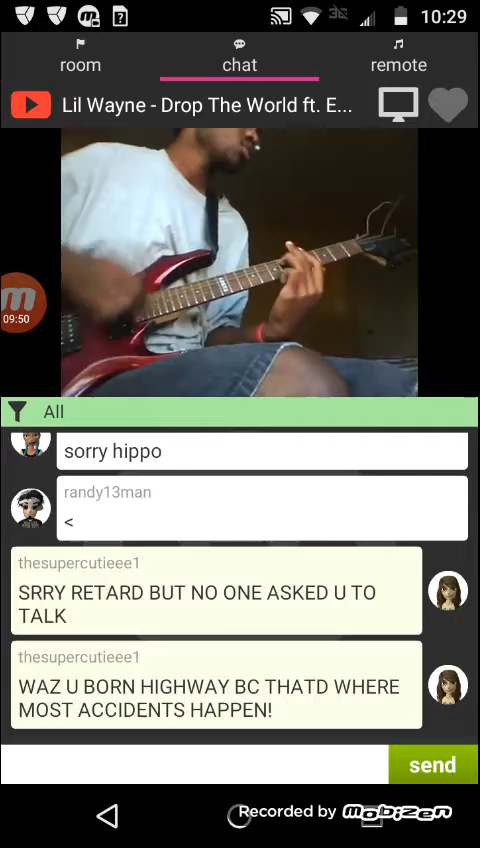 10:29
room
chat
remote
Lil Wayne - Drop The World ft. E...
09:50
All
sorry hippo
randy13man
<
thesupercutieee1
SRRY RETARD BUT NO ONE ASKED U TO
TALK
thesupercutieee1
WAZ U BORN HIGHWAY BC THATD WHERE
MOST ACCIDENTS HAPPEN!
send
Recorded by mobizen